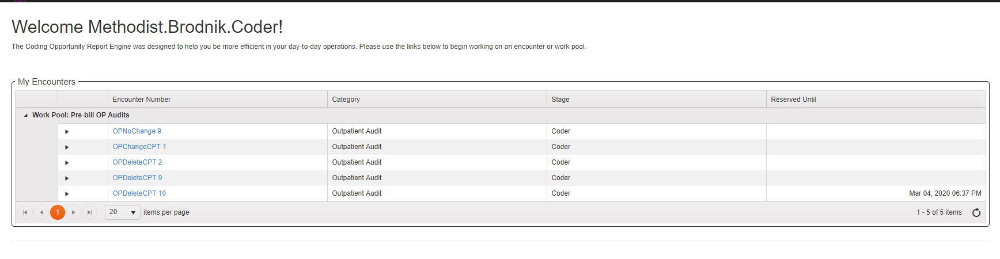 Welcome Methodist.Brodnik.Coder!
The Coding Opportunity Report Engine was designed to help you be more efficient in your day-to-day operations. Please use the links below to begin working on an encounter or work pool.
My Encounters
Encounter Number Category Stage Reserved Until
Work Pool: Pre-bill OP Audits
OPNoChange 9 Outpatient Audit Coder
OPChangeCPT 1 Outpatient Audit Coder
OPDeleteCPT 2 Outpatient Audit Coder
OPDeleteCPT 9 Outpatient Audit Coder
OPDeleteCPT 10 Outpatient Audit Coder Mar 04, 2020 06:37 PM
1 20 items per page 1 - 5 of 5 items